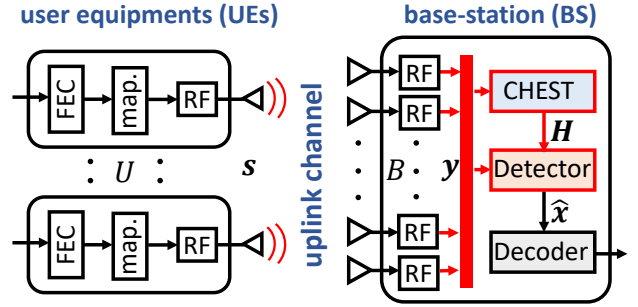 user equipments (UEs)
base-station (BS)
FEC
map.
RF
U
s
FEC
map.
RF
uplink channel
RF
RF
B
y
RF
RF
CHEST
H
Detector
x̂
Decoder